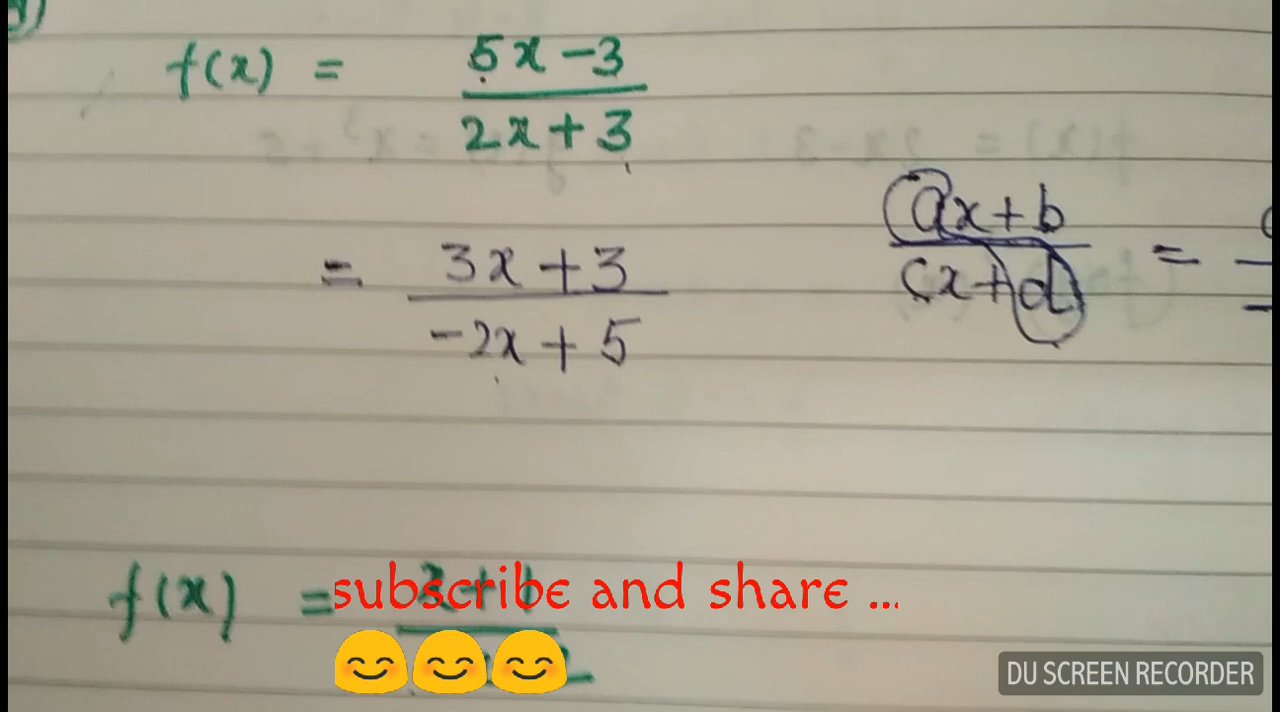 f(x) = 5x-3
2x+3
= 3x+3
-2x+5
ax+b
cx+d
=
f(x) =
subscribe and share ...
😊😊😊
DU SCREEN RECORDER